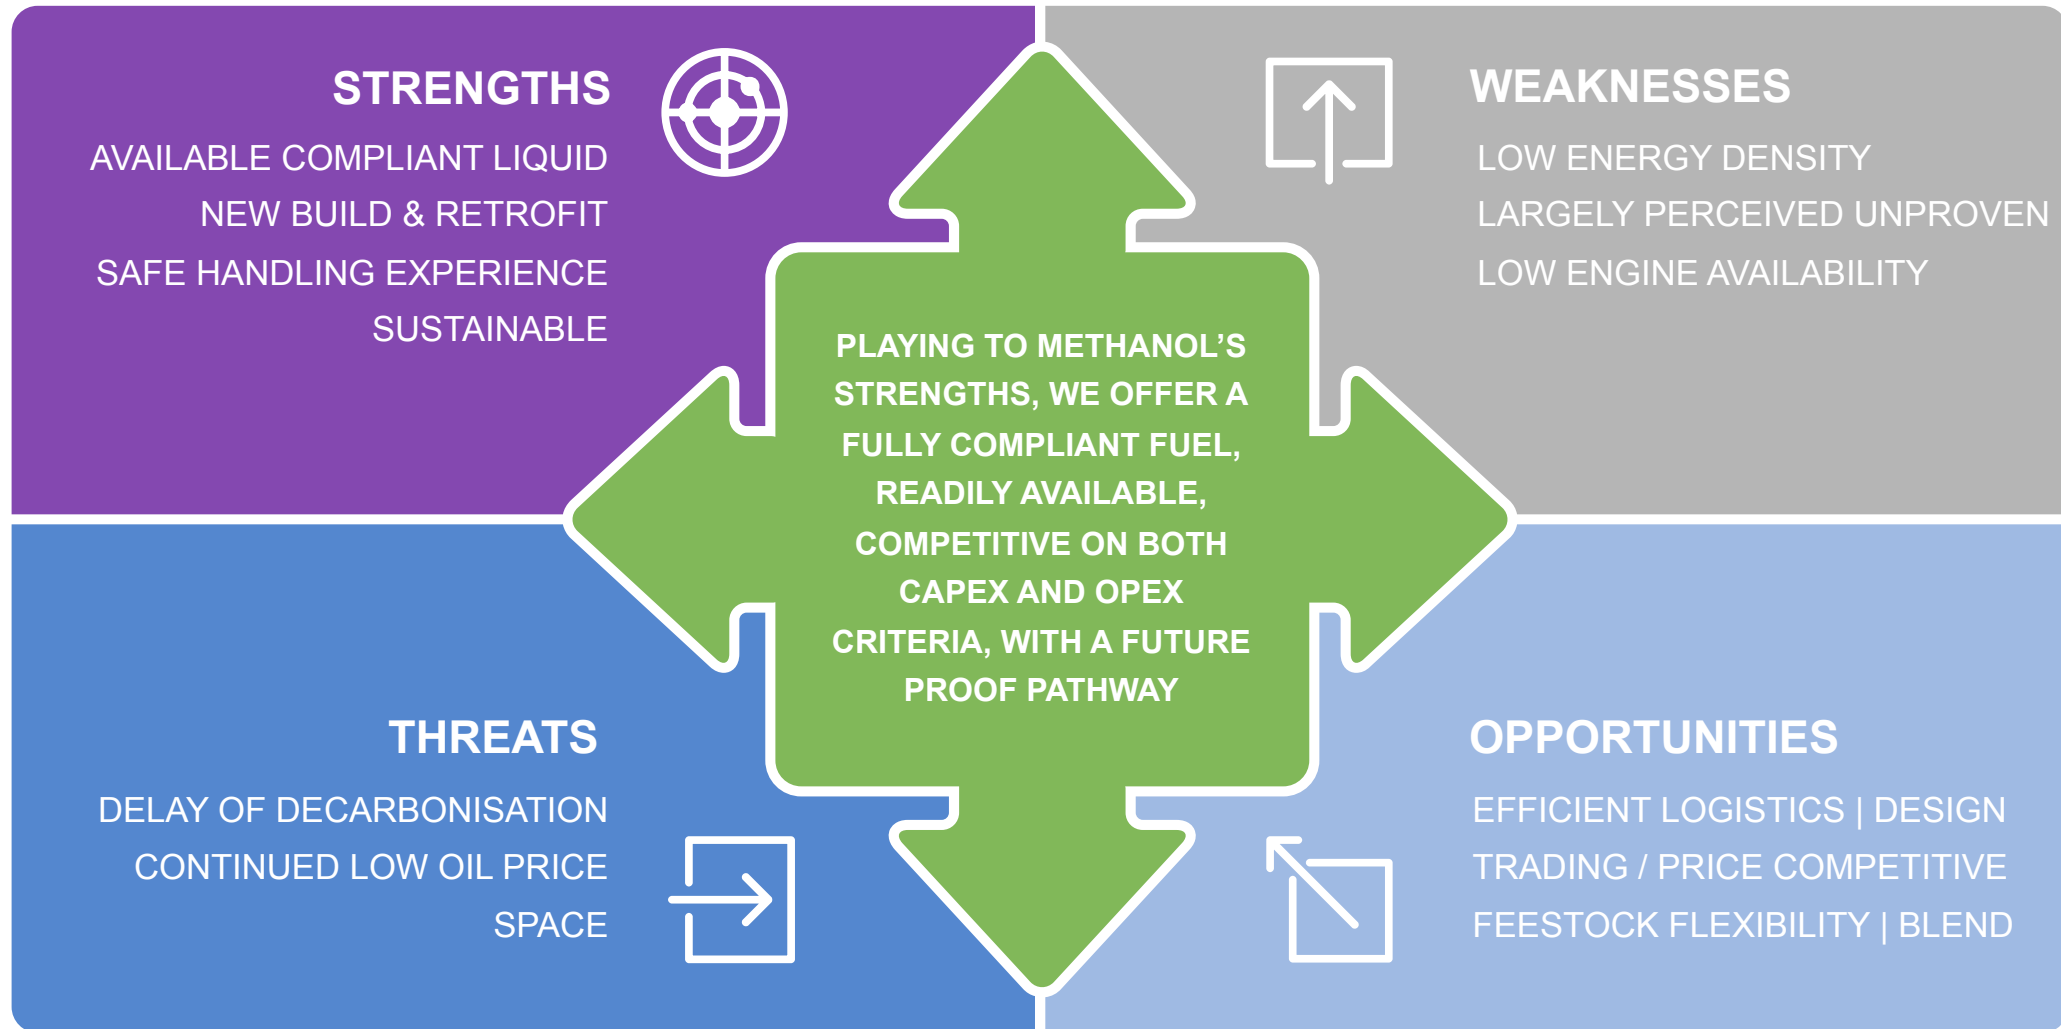 STRENGTHS
AVAILABLE COMPLIANT LIQUID
NEW BUILD & RETROFIT
SAFE HANDLING EXPERIENCE
SUSTAINABLE
WEAKNESSES
LOW ENERGY DENSITY
LARGELY PERCEIVED UNPROVEN
LOW ENGINE AVAILABILITY
PLAYING TO METHANOL’S
STRENGTHS, WE OFFER A
FULLY COMPLIANT FUEL,
READILY AVAILABLE,
COMPETITIVE ON BOTH
CAPEX AND OPEX
CRITERIA, WITH A FUTURE
PROOF PATHWAY
THREATS
DELAY OF DECARBONISATION
CONTINUED LOW OIL PRICE
SPACE
OPPORTUNITIES
EFFICIENT LOGISTICS | DESIGN
TRADING / PRICE COMPETITIVE
FEESTOCK FLEXIBILITY | BLEND